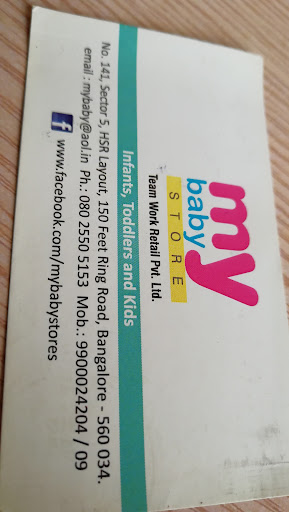 my
baby
STORE
Team Work Retail Pvt. Ltd.
Infants, Toddlers and Kids
No. 141, Sector 5, HSR Layout, 150 Feet Ring Road, Bangalore - 560 034.
email : mybaby@aol.in Ph.: 080 2550 5153 Mob.: 9900024204 / 09
f www.facebook.com/mybabystores